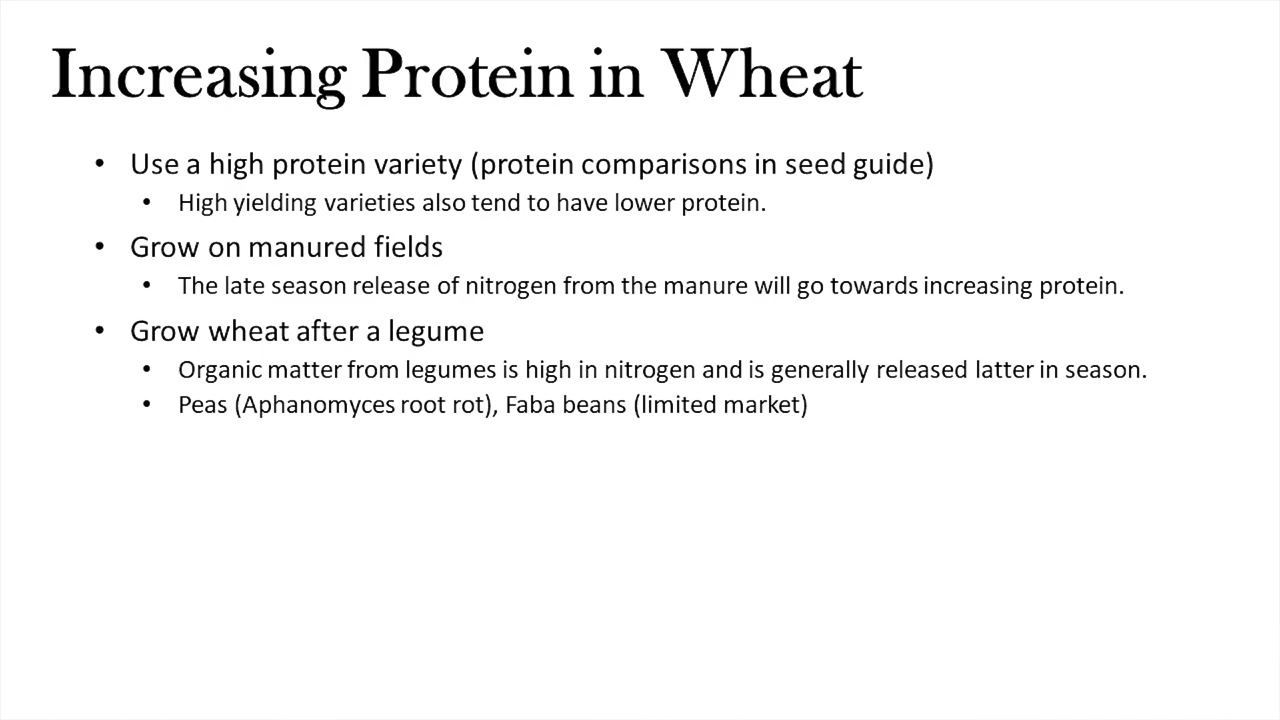 Increasing Protein in Wheat
• Use a high protein variety (protein comparisons in seed guide)
• High yielding varieties also tend to have lower protein.
• Grow on manured fields
• The late season release of nitrogen from the manure will go towards increasing protein.
• Grow wheat after a legume
• Organic matter from legumes is high in nitrogen and is generally released latter in season.
• Peas (Aphanomyces root rot), Faba beans (limited market)